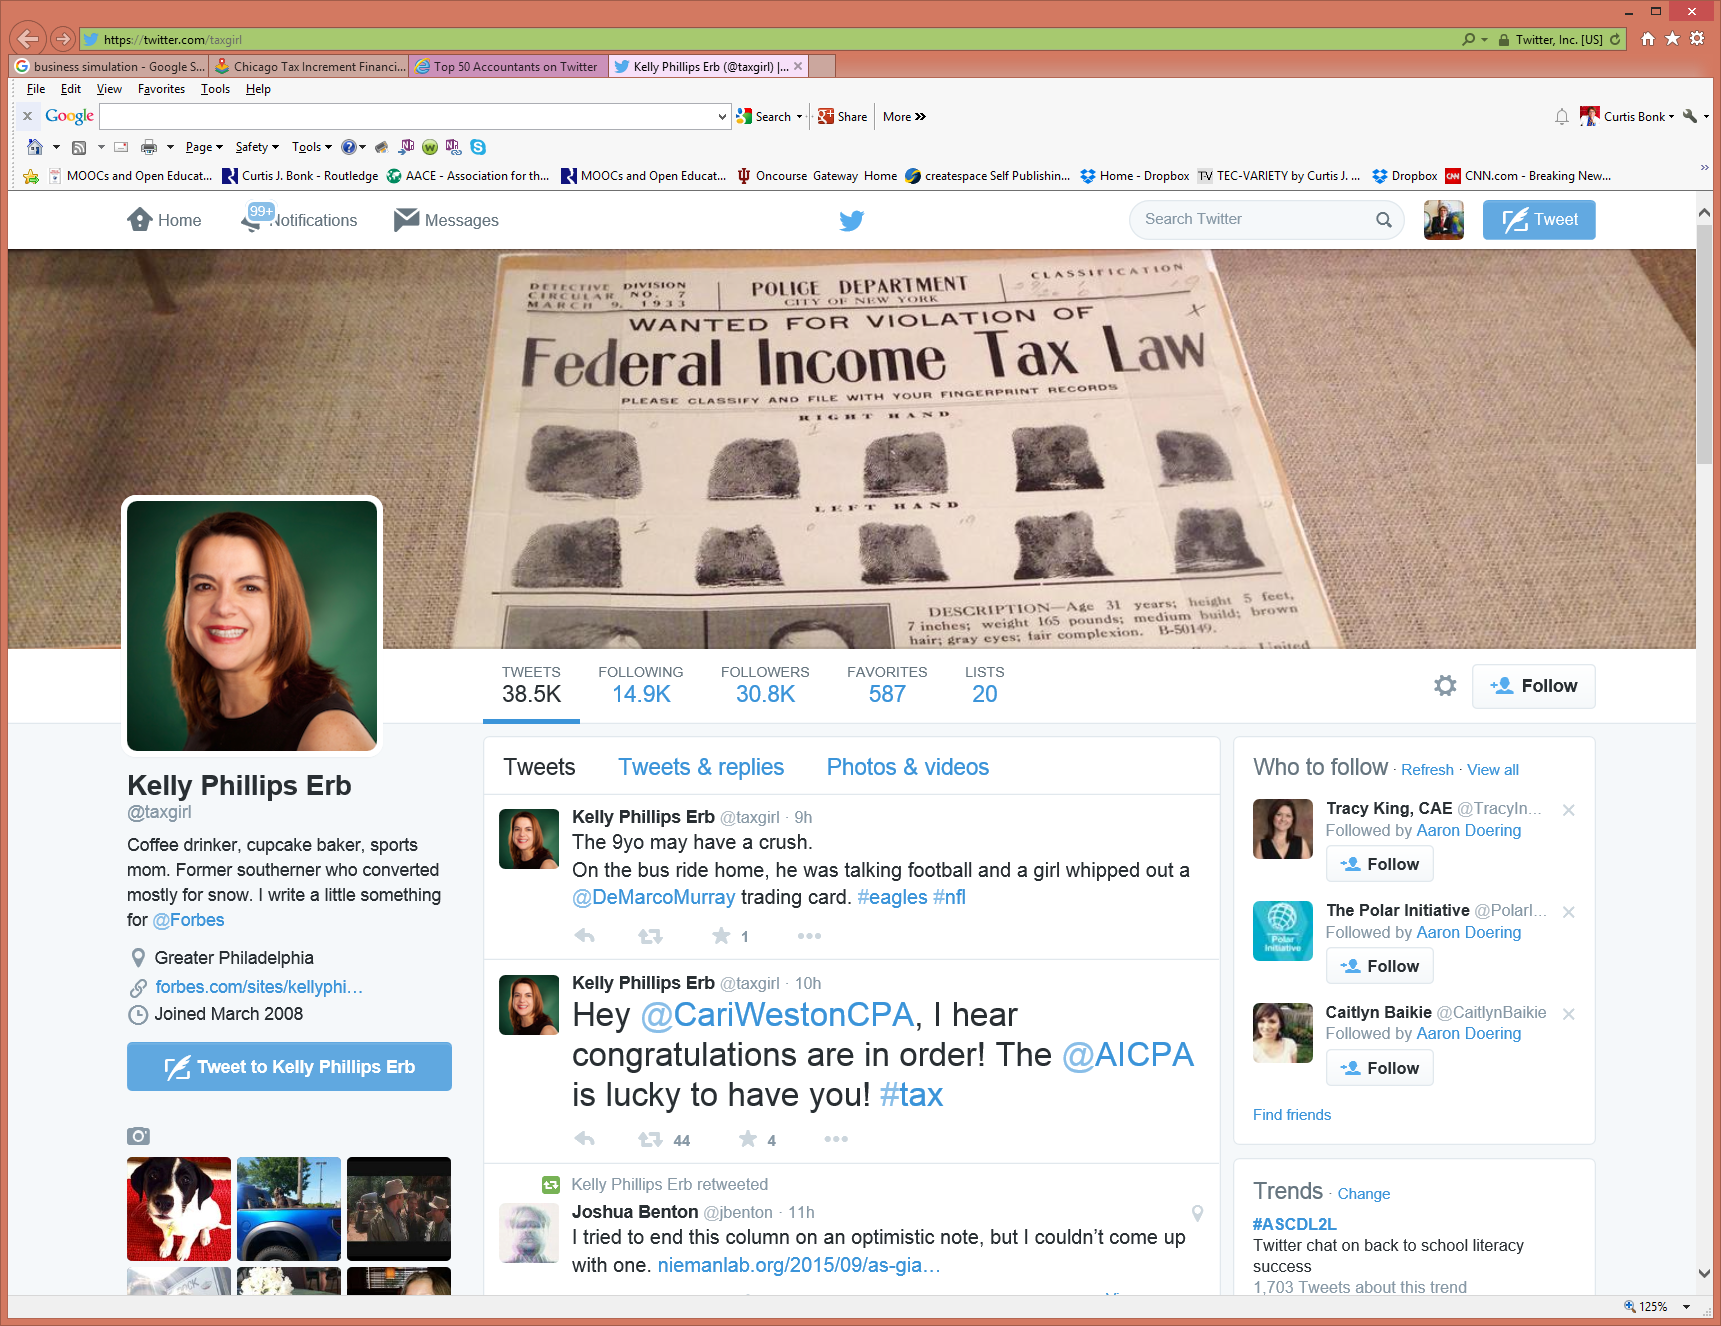 https://twitter.com/taxgirl
Twitter, Inc. [US]
business simulation - Google S...
Chicago Tax Increment Financi...
Top 50 Accountants on Twitter
Kelly Phillips Erb (@taxgirl) |...
File Edit View Favorites Tools Help
x Google Search Share More »
Curtis Bonk
Page Safety Tools
MOOCs and Open Educat... Curtis J. Bonk - Routledge AACE - Association for th... MOOCs and Open Educat... Oncourse Gateway Home createspace Self Publishin... Home - Dropbox TEC-VARIETY by Curtis J. ... Dropbox CNN.com - Breaking New...
Home 99+ Notifications Messages
Search Twitter
Tweet
DETECTIVE DIVISION
CIRCULAR NO. 7
MARCH 9, 1933
POLICE DEPARTMENT
CITY OF NEW YORK
CLASSIFICATION
WANTED FOR VIOLATION OF
Federal Income Tax Law
PLEASE CLASSIFY AND FILE WITH YOUR FINGERPRINT RECORDS
RIGHT HAND
LEFT HAND
DESCRIPTION—Age 31 years; height 5 feet,
7 inches; weight 165 pounds; medium build; brown
hair; gray eyes; fair complexion. B-50149.
TWEETS FOLLOWING FOLLOWERS FAVORITES LISTS
38.5K 14.9K 30.8K 587 20
Follow
Kelly Phillips Erb
@taxgirl
Coffee drinker, cupcake baker, sports
mom. Former southerner who converted
mostly for snow. I write a little something
for @Forbes
Greater Philadelphia
forbes.com/sites/kellyphi…
Joined March 2008
Tweet to Kelly Phillips Erb
Tweets Tweets & replies Photos & videos
Kelly Phillips Erb @taxgirl · 9h
The 9yo may have a crush.
On the bus ride home, he was talking football and a girl whipped out a
@DeMarcoMurray trading card. #eagles #nfl
1
Kelly Phillips Erb @taxgirl · 10h
Hey @CariWestonCPA, I hear
congratulations are in order! The @AICPA
is lucky to have you! #tax
44 4
Kelly Phillips Erb retweeted
Joshua Benton @jbenton · 11h
I tried to end this column on an optimistic note, but I couldn't come up
with one. niemanlab.org/2015/09/as-gia…
Who to follow · Refresh · View all
Tracy King, CAE @TracyIn...
Followed by Aaron Doering
Follow
Polar
Initiative
The Polar Initiative @Polarl...
Followed by Aaron Doering
Follow
Caitlyn Baikie @CaitlynBaikie
Followed by Aaron Doering
Follow
Find friends
Trends · Change
#ASCDL2L
Twitter chat on back to school literacy
success
1,703 Tweets about this trend
125%